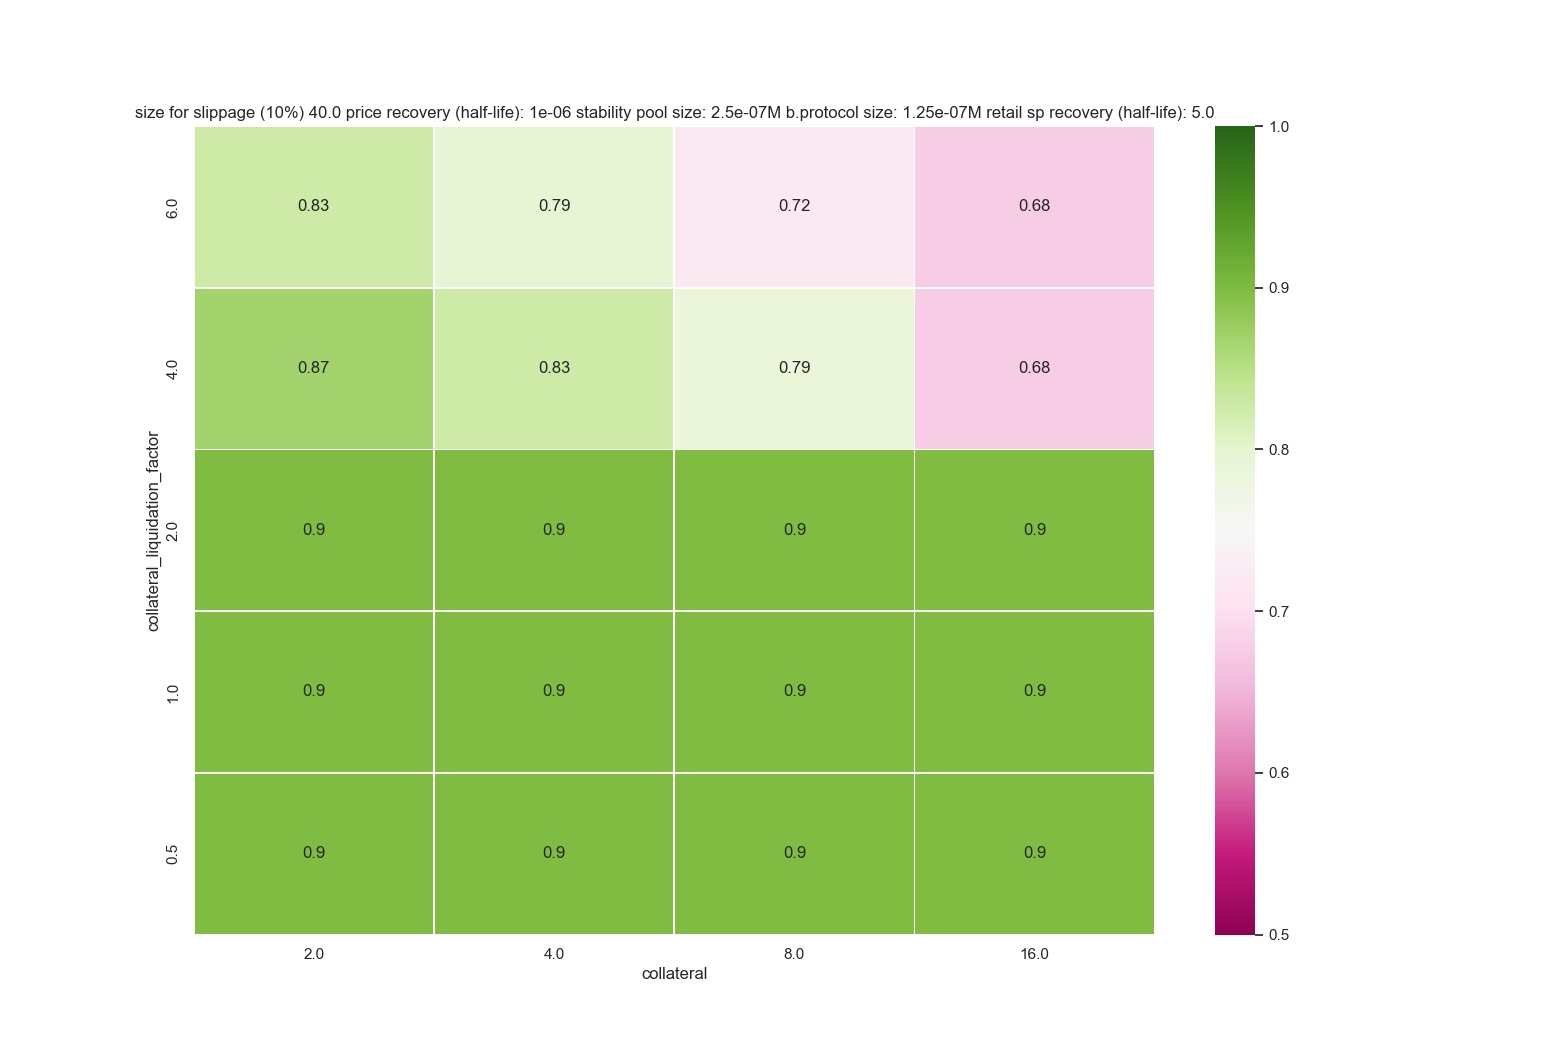 size for slippage (10%) 40.0 price recovery (half-life): 1e-06 stability pool size: 2.5e-07M b.protocol size: 1.25e-07M retail sp recovery (half-life): 5.0
collateral_liquidation_factor
6.0
0.83 0.79 0.72 0.68
4.0
0.87 0.83 0.79 0.68
2.0
0.9 0.9 0.9 0.9
1.0
0.9 0.9 0.9 0.9
0.5
0.9 0.9 0.9 0.9
2.0 4.0 8.0 16.0
collateral
1.0
0.9
0.8
0.7
0.6
0.5